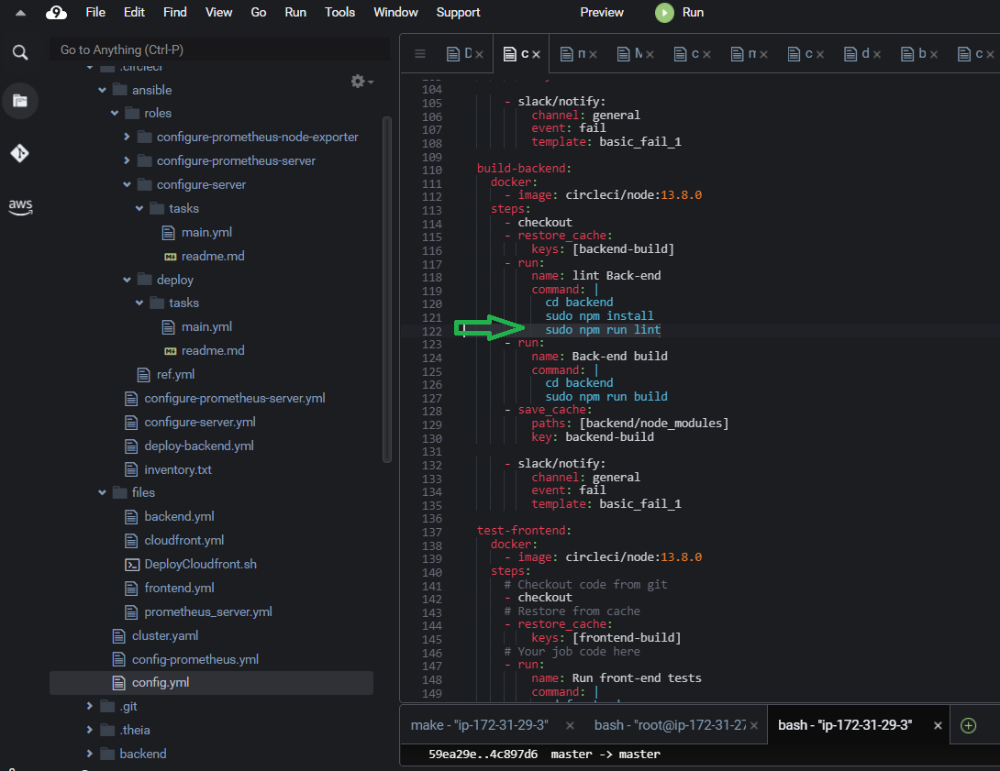 9 File Edit Find View Go Run Tools Window Support Preview Run
Go to Anything (Ctrl-P)
.circleci
ansible
roles
configure-prometheus-node-exporter
configure-prometheus-server
configure-server
tasks
main.yml
readme.md
deploy
tasks
main.yml
readme.md
ref.yml
configure-prometheus-server.yml
configure-server.yml
deploy-backend.yml
inventory.txt
files
backend.yml
cloudfront.yml
DeployCloudfront.sh
frontend.yml
prometheus_server.yml
cluster.yaml
config-prometheus.yml
config.yml
.git
.theia
backend
aws
D c m M c m c d b c
104
105 - slack/notify:
106 channel: general
107 event: fail
108 template: basic_fail_1
109
110 build-backend:
111 docker:
112 - image: circleci/node:13.8.0
113 steps:
114 - checkout
115 - restore_cache:
116 keys: [backend-build]
117 - run:
118 name: lint Back-end
119 command: |
120 cd backend
121 sudo npm install
122 sudo npm run lint
123 - run:
124 name: Back-end build
125 command: |
126 cd backend
127 sudo npm run build
128 - save_cache:
129 paths: [backend/node_modules]
130 key: backend-build
131
132 - slack/notify:
133 channel: general
134 event: fail
135 template: basic_fail_1
136
137 test-frontend:
138 docker:
139 - image: circleci/node:13.8.0
140 steps:
141 # Checkout code from git
142 - checkout
143 # Restore from cache
144 - restore_cache:
145 keys: [frontend-build]
146 # Your job code here
147 - run:
148 name: Run front-end tests
149 command: |
make - "ip-172-31-29-3" bash - "root@ip-172-31-27 bash - "ip-172-31-29-3"
59ea29e..4c897d6 master -> master